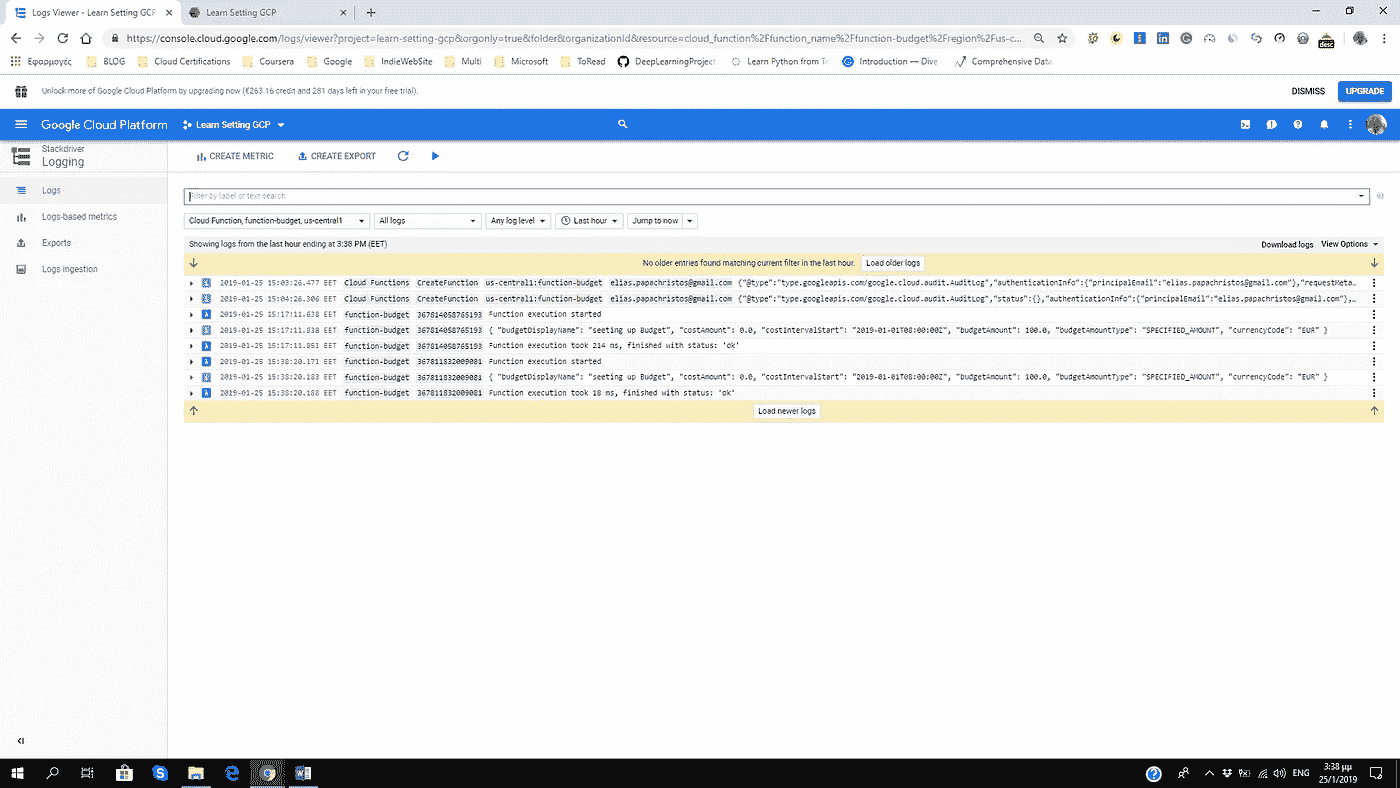 Logs Viewer - Learn Setting GCP
Learn Setting GCP
https://console.cloud.google.com/logs/viewer?project=learn-setting-gcp&orgonly=true&folder&organizationId&resource=cloud_function%2Ffunction_name%2Ffunction-budget%2Fregion%2Fus-c...
Εφαρμογές BLOG Cloud Certifications Coursera Google IndieWebSite Multi Microsoft ToRead DeepLearningProject Learn Python from Introduction — Dive Comprehensive Data
Unlock more of Google Cloud Platform by upgrading now (€263.16 credit and 281 days left in your free trial).
DISMISS UPGRADE
Google Cloud Platform Learn Setting GCP
Stackdriver
Logging
CREATE METRIC CREATE EXPORT
Logs
Logs-based metrics
Exports
Logs ingestion
Filter by label or text search
Cloud Function, function-budget, us-central1 All logs Any log level Last hour Jump to now
Showing logs from the last hour ending at 3:38 PM (EET) Download logs View Options
No older entries found matching current filter in the last hour. Load older logs
2019-01-25 15:03:26.477 EET Cloud Functions CreateFunction us-central1:function-budget elias.papachristos@gmail.com {"@type":"type.googleapis.com/google.cloud.audit.AuditLog","authenticationInfo":{"principalEmail":"elias.papachristos@gmail.com"},"requestMeta...
2019-01-25 15:04:26.306 EET Cloud Functions CreateFunction us-central1:function-budget elias.papachristos@gmail.com {"@type":"type.googleapis.com/google.cloud.audit.AuditLog","status":{},"authenticationInfo":{"principalEmail":"elias.papachristos@gmail.com"},...
2019-01-25 15:17:11.638 EET function-budget 367814058765193 Function execution started
2019-01-25 15:17:11.838 EET function-budget 367814058765193 { "budgetDisplayName": "seeting up Budget", "costAmount": 0.0, "costIntervalStart": "2019-01-01T08:00:00Z", "budgetAmount": 100.0, "budgetAmountType": "SPECIFIED_AMOUNT", "currencyCode": "EUR" }
2019-01-25 15:17:11.851 EET function-budget 367814058765193 Function execution took 214 ms, finished with status: 'ok'
2019-01-25 15:38:20.171 EET function-budget 367811832009081 Function execution started
2019-01-25 15:38:20.183 EET function-budget 367811832009081 { "budgetDisplayName": "seeting up Budget", "costAmount": 0.0, "costIntervalStart": "2019-01-01T08:00:00Z", "budgetAmount": 100.0, "budgetAmountType": "SPECIFIED_AMOUNT", "currencyCode": "EUR" }
2019-01-25 15:38:20.188 EET function-budget 367811832009081 Function execution took 18 ms, finished with status: 'ok'
Load newer logs
ENG
3:38 μμ
25/1/2019